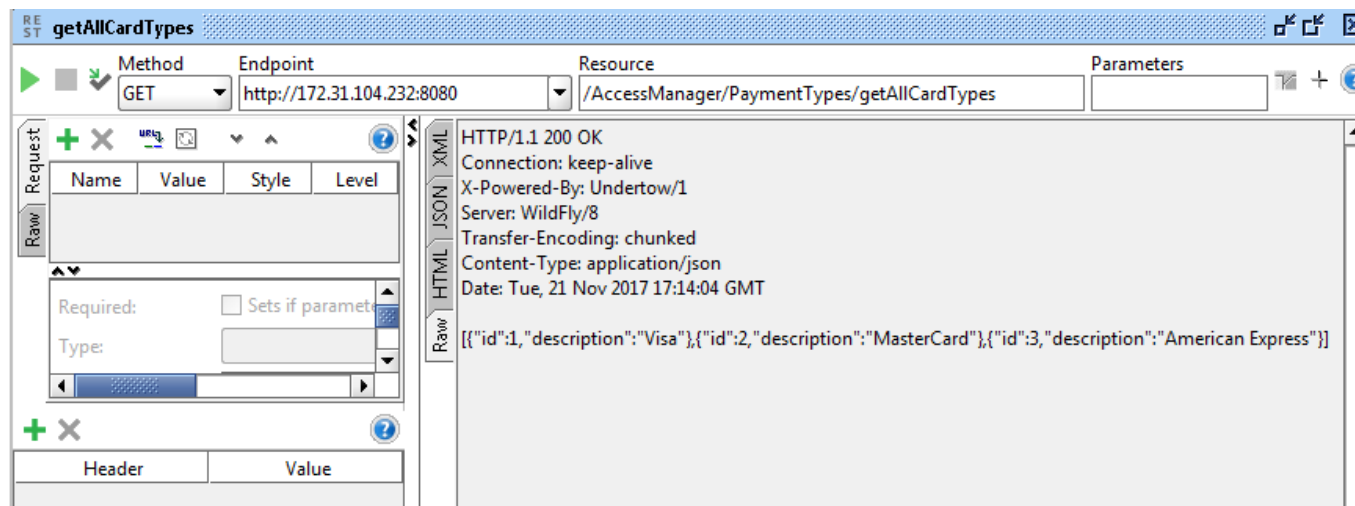 REST getAllCardTypes
Method
Endpoint
Resource
Parameters
GET
http://172.31.104.232:8080
/AccessManager/PaymentTypes/getAllCardTypes
Request
Raw
Name
Value
Style
Level
Required:
Sets if paramete
Type:
Header
Value
XML
JSON
HTML
Raw
HTTP/1.1 200 OK
Connection: keep-alive
X-Powered-By: Undertow/1
Server: WildFly/8
Transfer-Encoding: chunked
Content-Type: application/json
Date: Tue, 21 Nov 2017 17:14:04 GMT
[{"id":1,"description":"Visa"},{"id":2,"description":"MasterCard"},{"id":3,"description":"American Express"}]